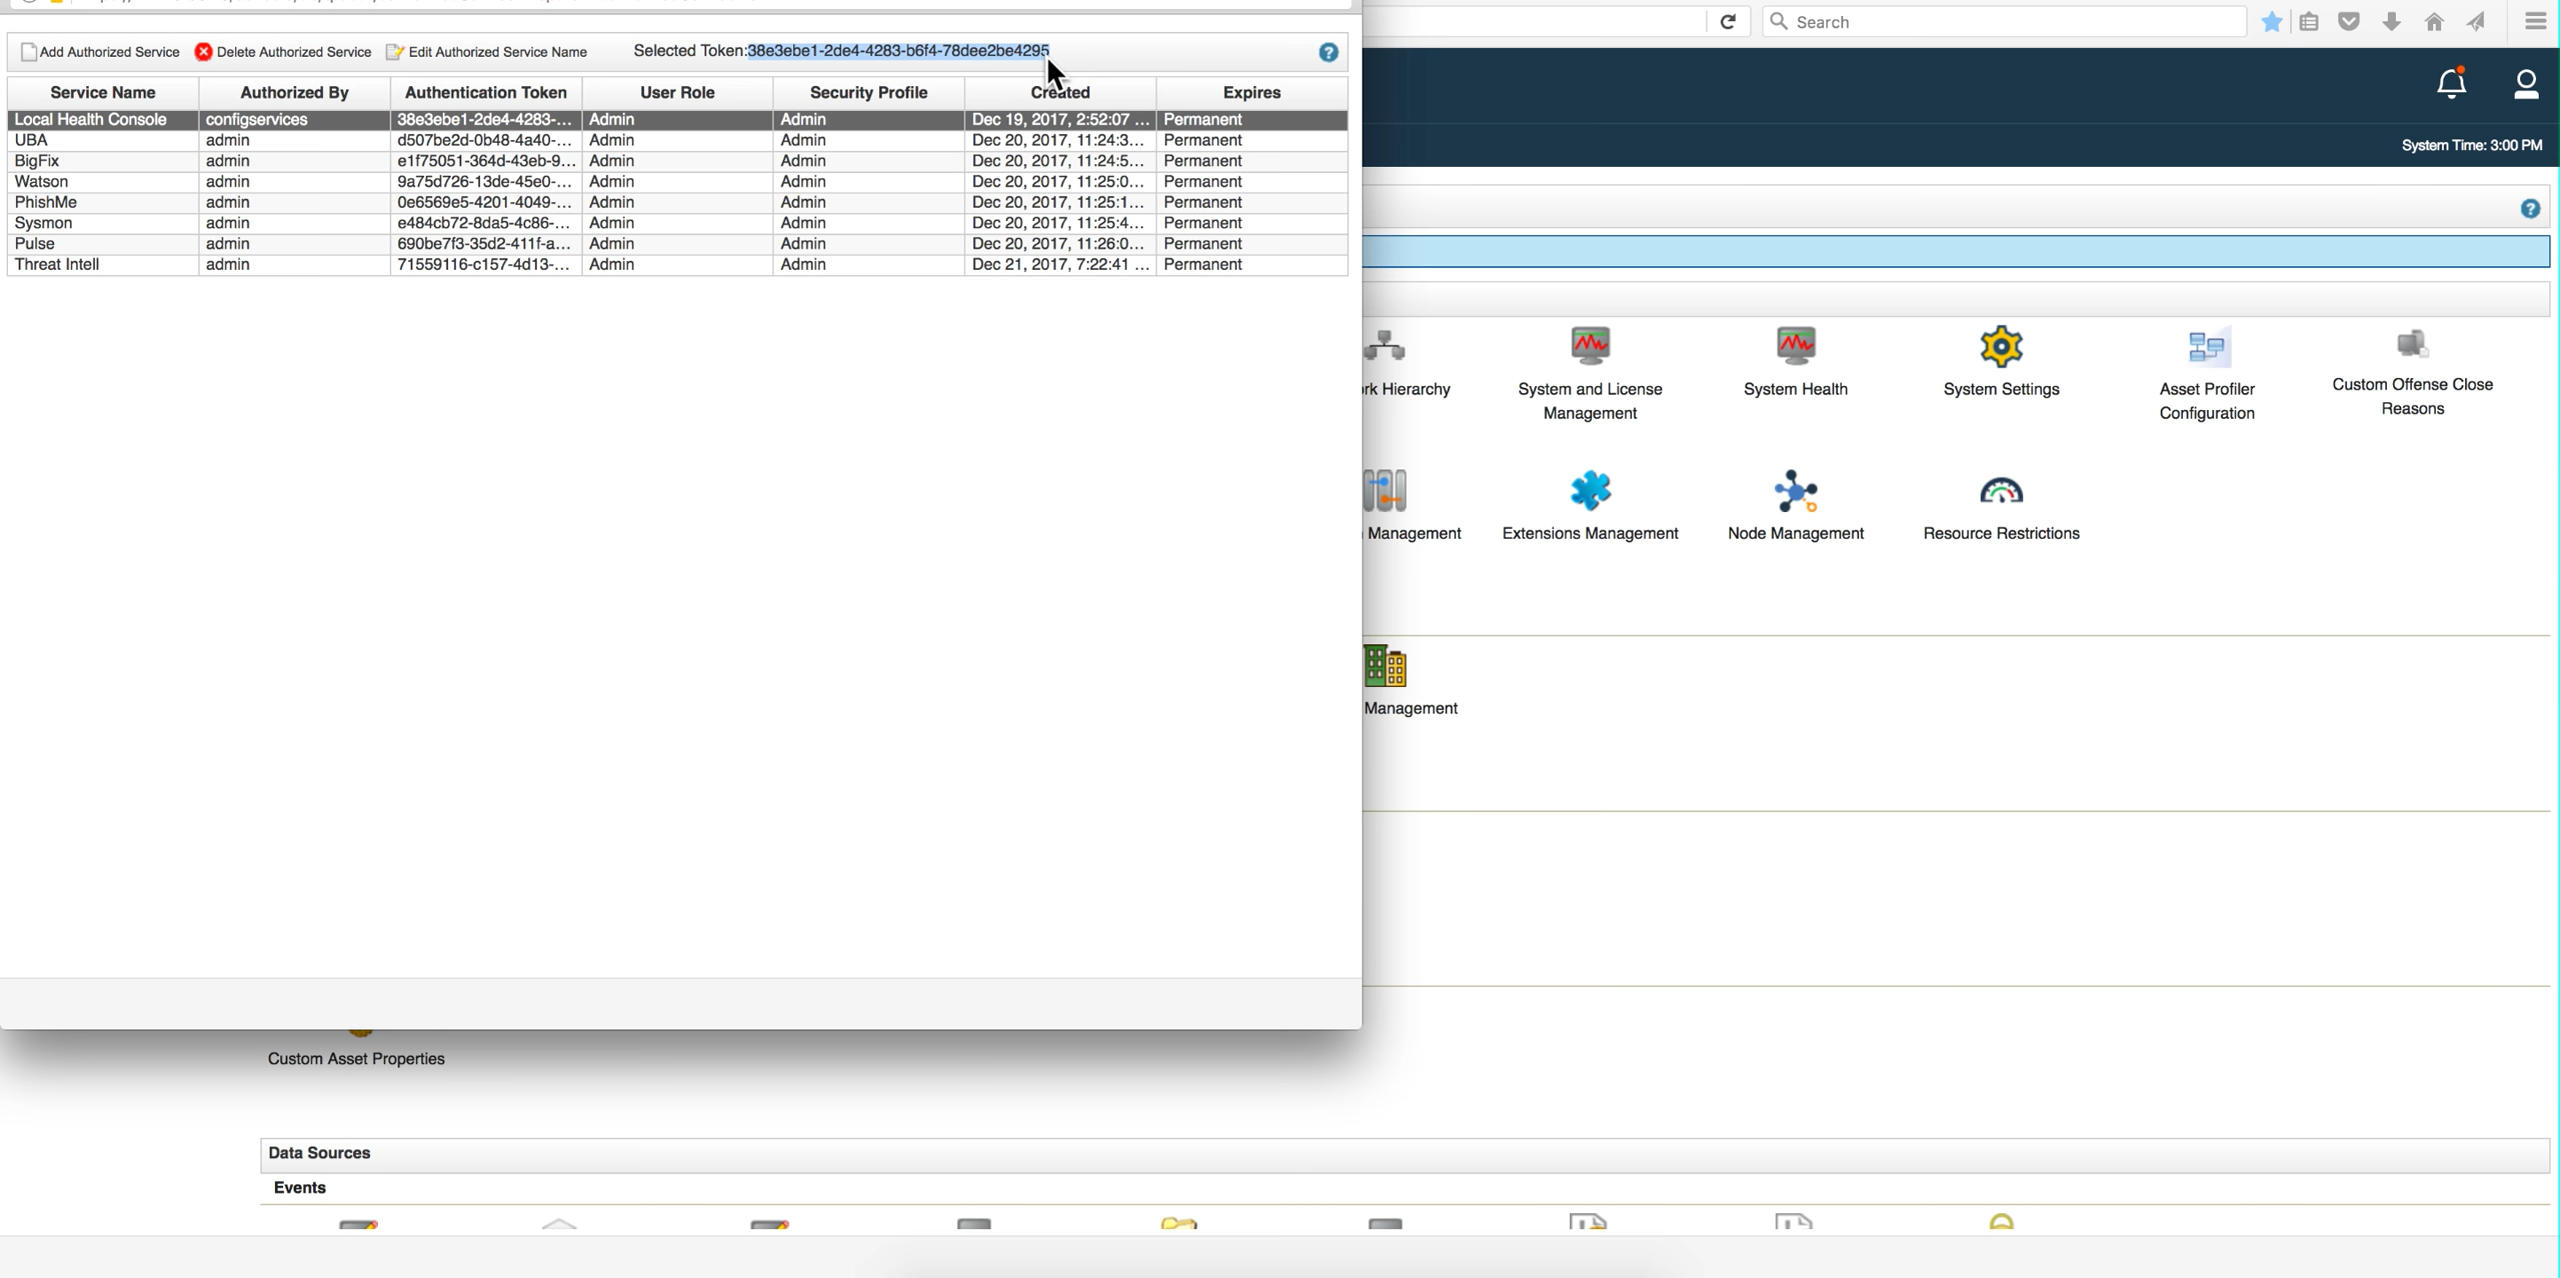 Search
Add Authorized Service Delete Authorized Service Edit Authorized Service Name Selected Token:38e3ebe1-2de4-4283-b6f4-78dee2be4295
Service Name Authorized By Authentication Token User Role Security Profile Created Expires
Local Health Console configservices 38e3ebe1-2de4-4283-... Admin Admin Dec 19, 2017, 2:52:07 ... Permanent
UBA admin d507be2d-0b48-4a40-... Admin Admin Dec 20, 2017, 11:24:3... Permanent
BigFix admin e1f75051-364d-43eb-9... Admin Admin Dec 20, 2017, 11:24:5... Permanent
Watson admin 9a75d726-13de-45e0-... Admin Admin Dec 20, 2017, 11:25:0... Permanent
PhishMe admin 0e6569e5-4201-4049-... Admin Admin Dec 20, 2017, 11:25:1... Permanent
Sysmon admin e484cb72-8da5-4c86-... Admin Admin Dec 20, 2017, 11:25:4... Permanent
Pulse admin 690be7f3-35d2-411f-a... Admin Admin Dec 20, 2017, 11:26:0... Permanent
Threat Intell admin 71559116-c157-4d13-... Admin Admin Dec 21, 2017, 7:22:41 ... Permanent
System Time: 3:00 PM
rk Hierarchy
System and License
Management
System Health
System Settings
Asset Profiler
Configuration
Custom Offense Close
Reasons
Management
Extensions Management
Node Management
Resource Restrictions
Management
Custom Asset Properties
Data Sources
Events